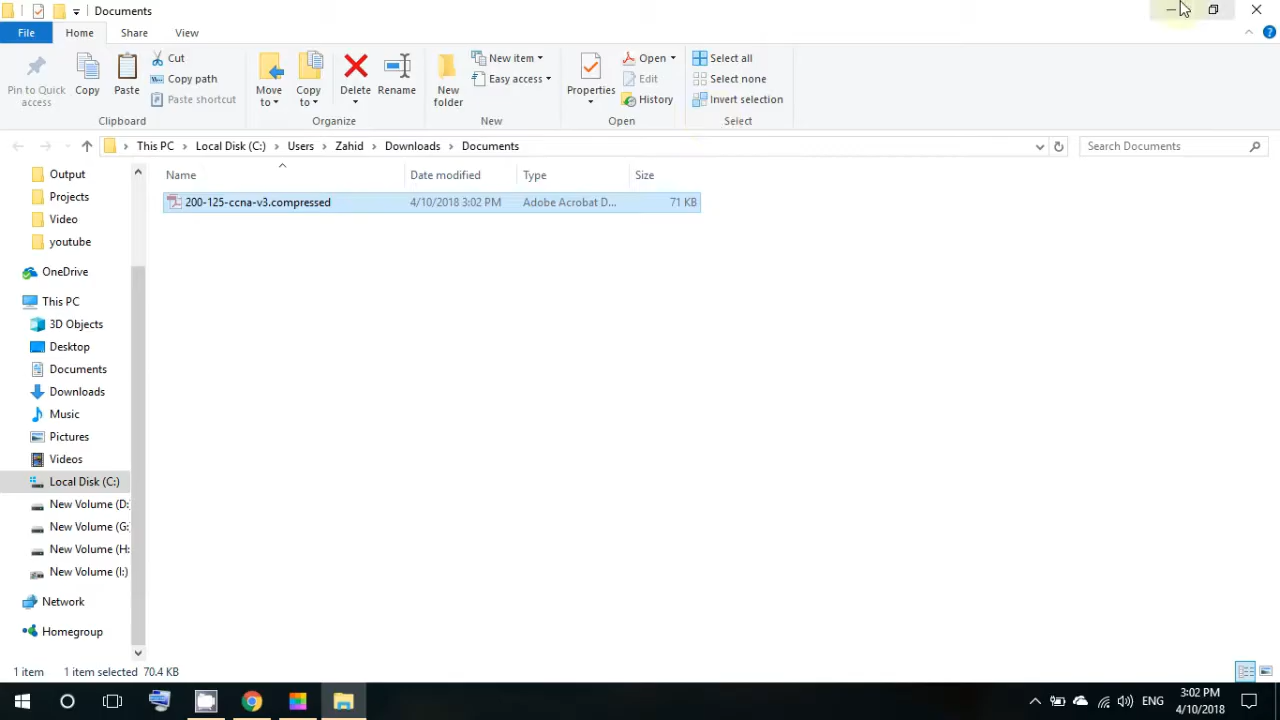 Documents
File Home Share View
Pin to Quick access
Copy
Paste
Cut
Copy path
Paste shortcut
Clipboard
Move to
Copy to
Delete
Rename
Organize
New folder
New item
Easy access
New
Properties
Open
Edit
History
Open
Select all
Select none
Invert selection
Select
This PC Local Disk (C:) Users Zahid Downloads Documents
Search Documents
Output
Projects
Video
youtube
OneDrive
This PC
3D Objects
Desktop
Documents
Downloads
Music
Pictures
Videos
Local Disk (C:)
New Volume (D:
New Volume (G:
New Volume (H:
New Volume (I:)
Network
Homegroup
Name Date modified Type Size
200-125-ccna-v3.compressed 4/10/2018 3:02 PM Adobe Acrobat D... 71 KB
1 item 1 item selected 70.4 KB
ENG
3:02 PM
4/10/2018